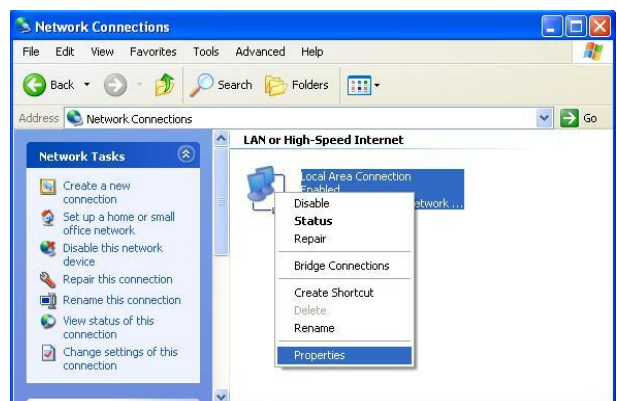 Network Connections
File Edit View Favorites Tools Advanced Help
Back Search Folders
Address Network Connections Go
Network Tasks
Create a new
connection
Set up a home or small
office network
Disable this network
device
Repair this connection
Rename this connection
View status of this
connection
Change settings of this
connection
LAN or High-Speed Internet
Local Area Connection
Enabled
etwork ...
Disable
Status
Repair
Bridge Connections
Create Shortcut
Delete
Rename
Properties